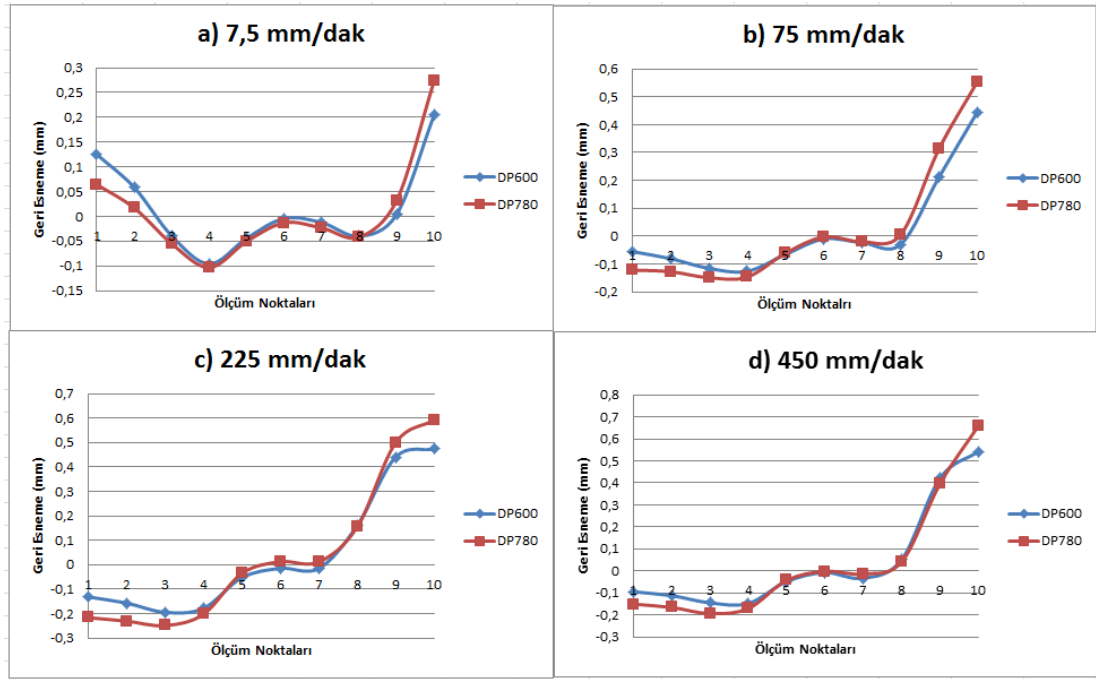 a) 7,5 mm/dak
Geri Esneme (mm)
0,3
0,25
0,2
0,15
0,1
0,05
0
-0,05
-0,1
-0,15
1 2 3 4 5 6 7 8 9 10
Ölçüm Noktaları
DP600
DP780
b) 75 mm/dak
Geri Esneme (mm)
0,6
0,5
0,4
0,3
0,2
0,1
0
-0,1
-0,2
1 2 3 4 5 6 7 8 9 10
Ölçüm Noktalrı
DP600
DP780
c) 225 mm/dak
Geri Esneme (mm)
0,7
0,6
0,5
0,4
0,3
0,2
0,1
0
-0,1
-0,2
-0,3
1 2 3 4 5 6 7 8 9 10
Ölçüm Noktaları
DP600
DP780
d) 450 mm/dak
Geri Esneme (mm)
0,8
0,7
0,6
0,5
0,4
0,3
0,2
0,1
0
-0,1
-0,2
-0,3
1 2 3 4 5 6 7 8 9 10
Ölçüm Noktaları
DP600
DP780